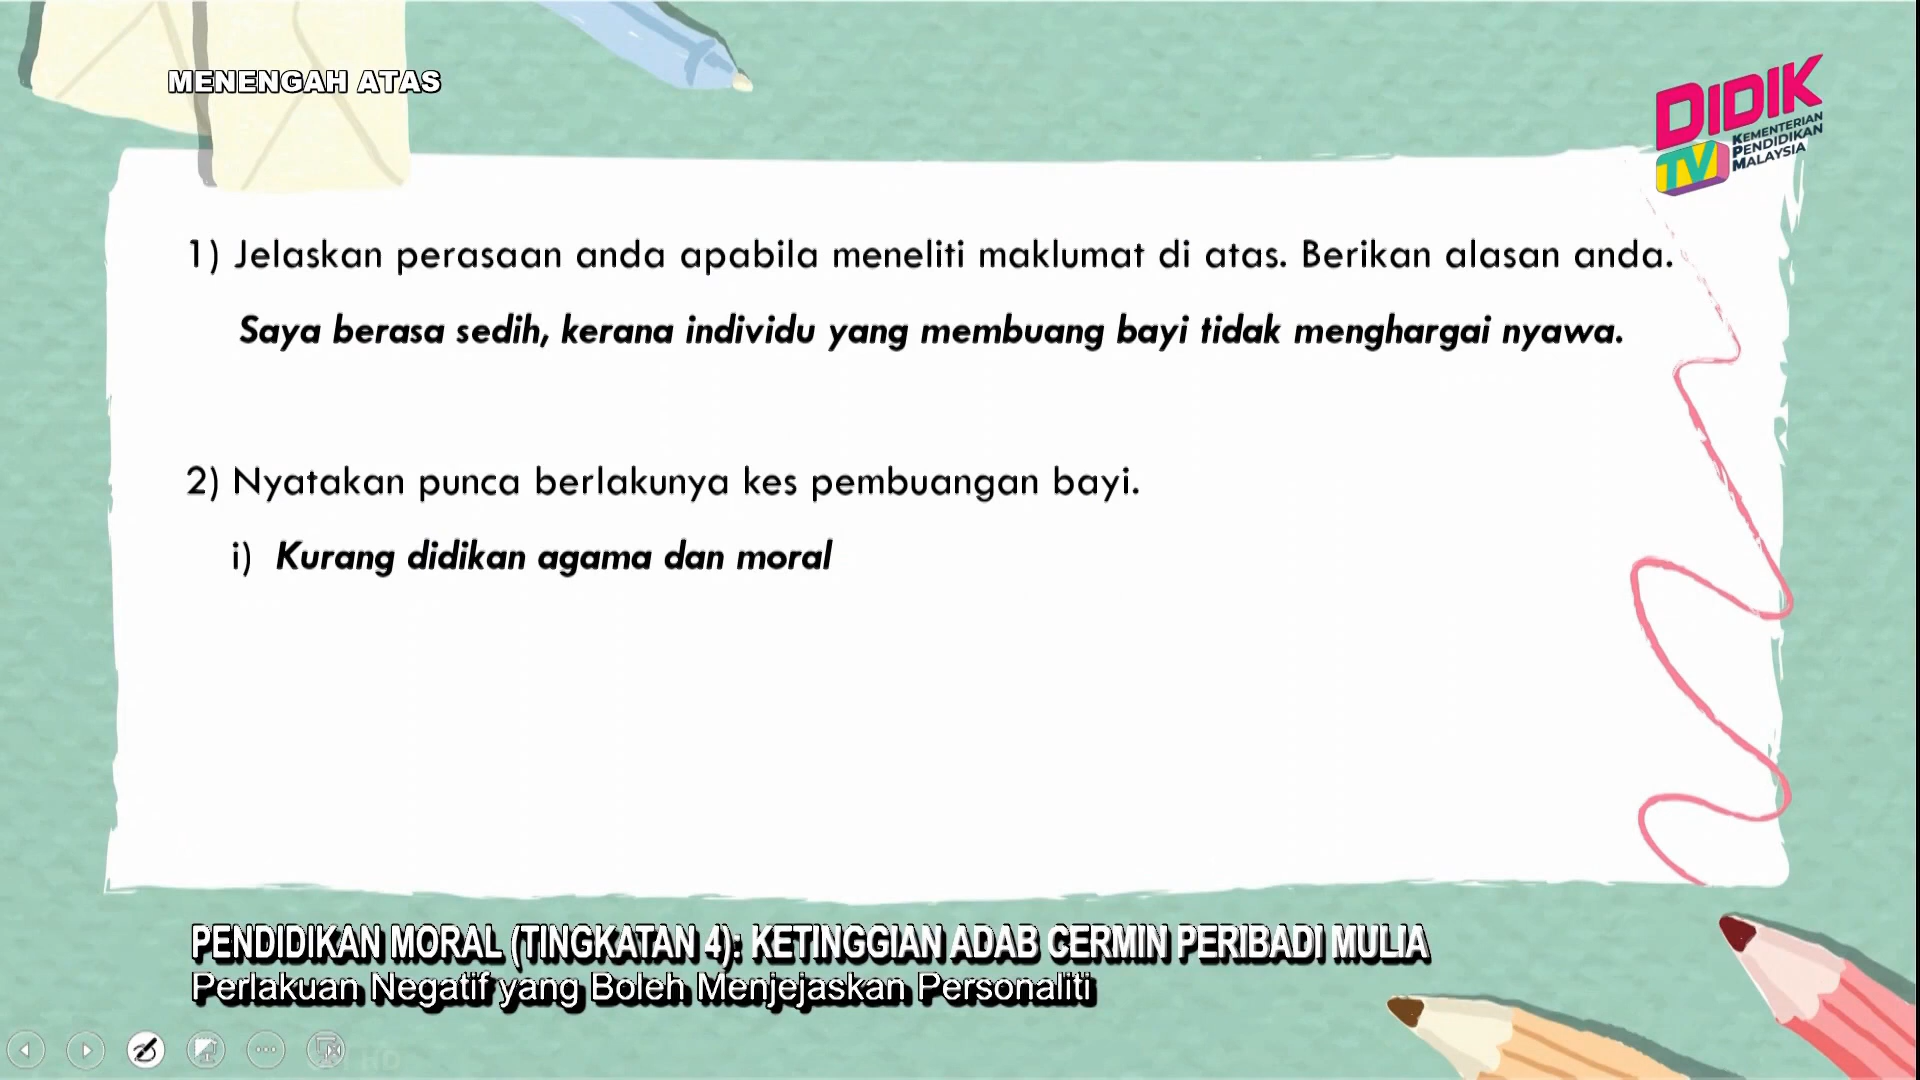 MENENGAH ATAS
DIDIK
TV
KEMENTERIAN
PENDIDIKAN
MALAYSIA
1) Jelaskan perasaan anda apabila meneliti maklumat di atas. Berikan alasan anda.
Saya berasa sedih, kerana individu yang membuang bayi tidak menghargai nyawa.
2) Nyatakan punca berlakunya kes pembuangan bayi.
i) Kurang didikan agama dan moral
PENDIDIKAN MORAL (TINGKATAN 4): KETINGGIAN ADAB CERMIN PERIBADI MULIA
Perlakuan Negatif yang Boleh Menjejaskan Personaliti
HD